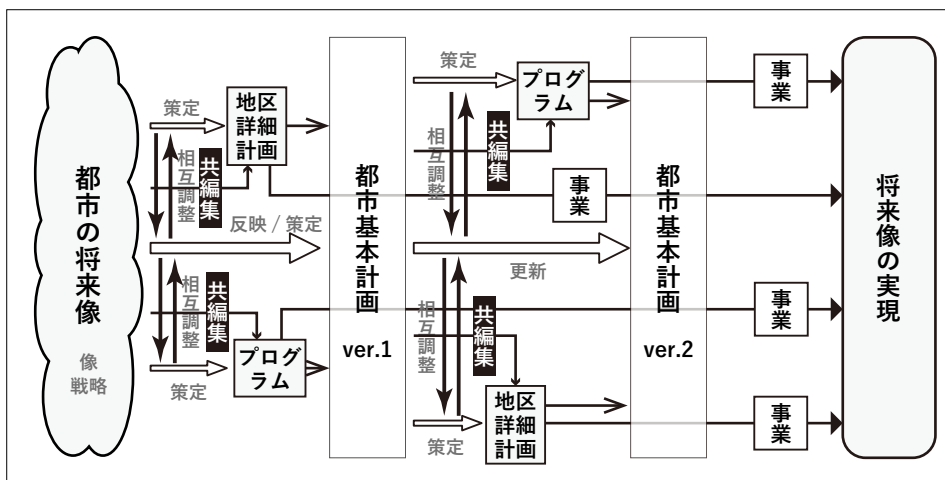 都市の将来像
像
戦略
策定
地区
詳細
計画
相互調整
共編集
反映 / 策定
相互調整
共編集
プログ
ラム
策定
都市基本計画
ver.1
策定
プログ
ラム
相互調整
共編集
事業
更新
相互調整
共編集
策定
地区
詳細
計画
都市基本計画
ver.2
事業
事業
事業
将来像の実現